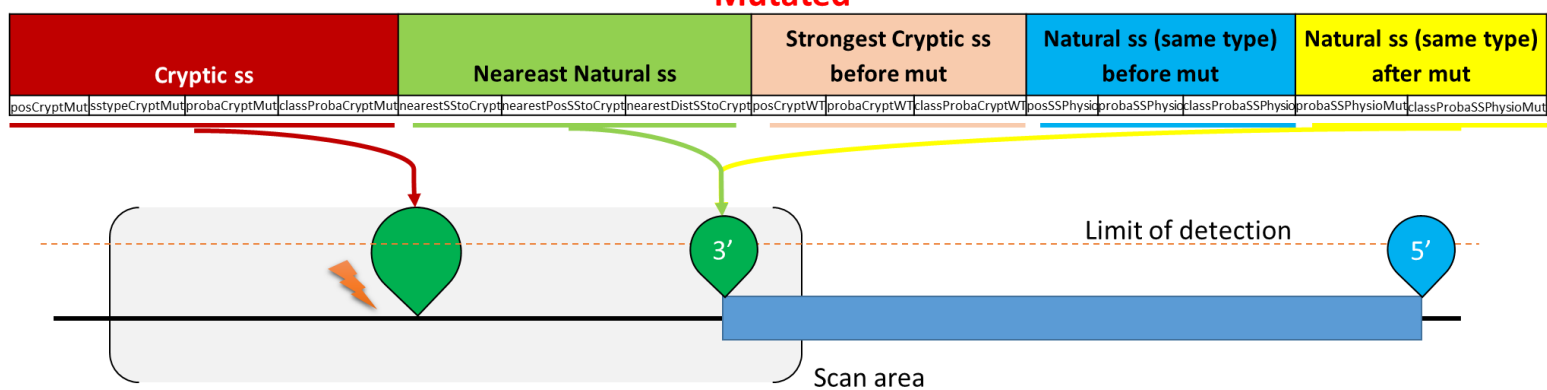 Mutated
Cryptic ss
Neareast Natural ss
Strongest Cryptic ss
before mut
Natural ss (same type)
before mut
Natural ss (same type)
after mut
posCryptMut sstypeCryptMut probaCryptMut classProbaCryptMut nearestSStoCrypt nearestPosSStoCrypt nearestDistSStoCrypt posCryptWT probaCryptWT classProbaCryptWT posSSPhysio probaSSPhysio classProbaSSPhysio probaSSPhysioMut classProbaSSPhysioMut
Limit of detection
3’
5’
Scan area